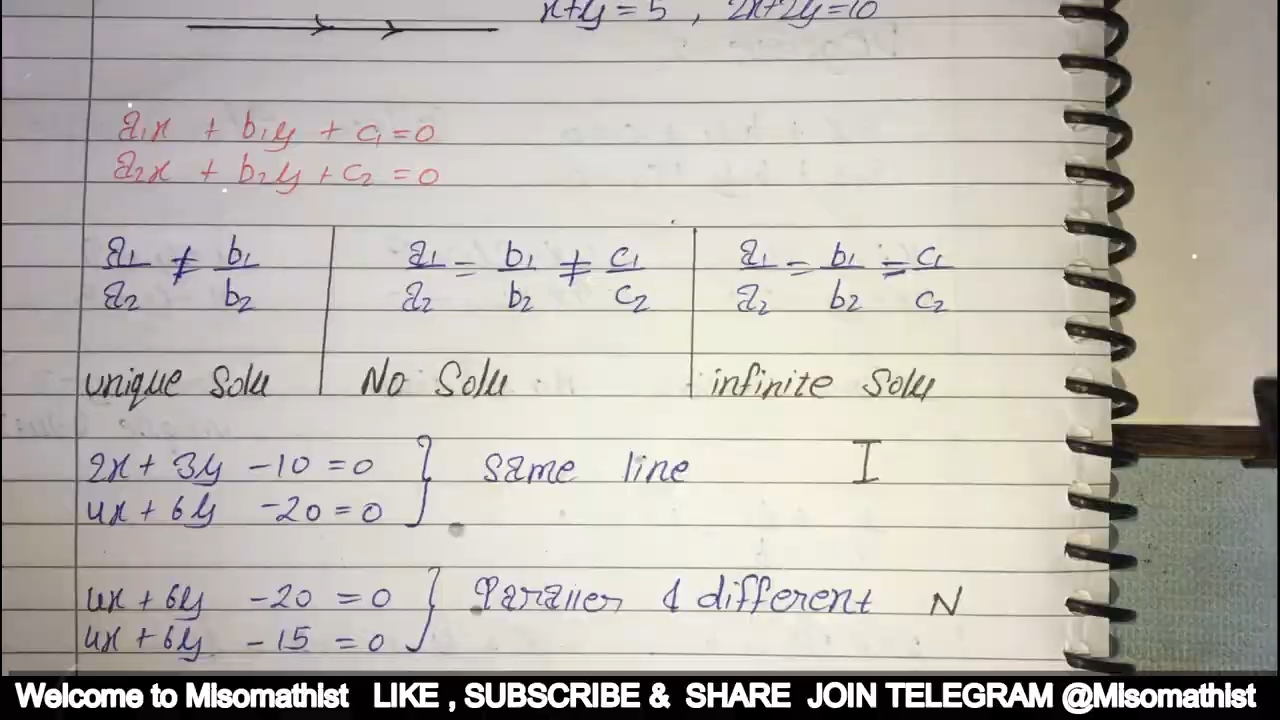 x+y = 5 , 2x+2y=10
a₁x + b₁y + c₁ = 0
a₂x + b₂y + c₂ = 0
a₁/a₂ ≠ b₁/b₂ | a₁/a₂ = b₁/b₂ ≠ c₁/c₂ | a₁/a₂ = b₁/b₂ = c₁/c₂
unique Solu | No Solu | infinite Solu
2x + 3y - 10 = 0 } same line I
4x + 6y - 20 = 0
4x + 6y - 20 = 0 } Parallel & different N
4x + 6y - 15 = 0
Welcome to Misomathist LIKE , SUBSCRIBE & SHARE JOIN TELEGRAM @Misomathist